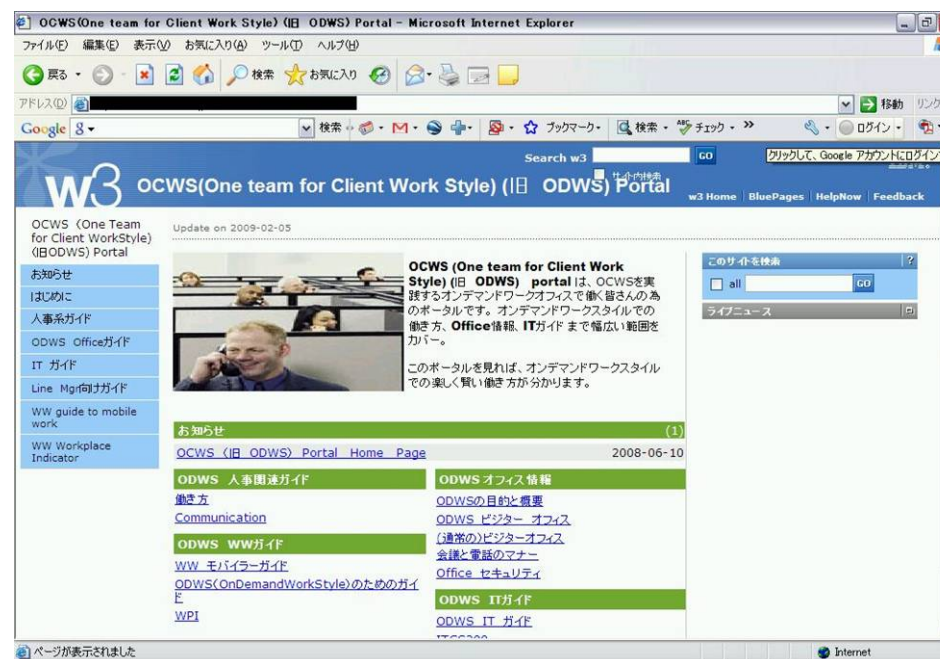 OCWS(One team for Client Work Style) (旧 ODWS) Portal - Microsoft Internet Explorer
ファイル(F) 編集(E) 表示(V) お気に入り(A) ツール(T) ヘルプ(H)
戻る 検索 お気に入り
アドレス(D) 移動 リンク
Google 検索 ブックマーク 検索 チェック ログイン
クリックして、Google アカウントにログイン
Search w3 GO
サイト内検索
w3 OCWS(One team for Client Work Style) (旧 ODWS) Portal
w3 Home BluePages HelpNow Feedback
OCWS (One Team
for Client WorkStyle)
(旧ODWS) Portal
お知らせ
はじめに
人事系ガイド
ODWS Officeガイド
IT ガイド
Line Mgr向けガイド
WW guide to mobile
work
WW Workplace
Indicator
Update on 2009-02-05
OCWS (One team for Client Work
Style) (旧 ODWS) portal は、OCWSを実
践するオンデマンドワークオフィスで働く皆さんの為
のポータルです。オンデマンドワークスタイルでの
働き方、Office情報、ITガイド まで幅広い範囲を
カバー。
このポータルを見れば、オンデマンドワークスタイル
での楽しく賢い働き方が分かります。
お知らせ (1)
OCWS (旧 ODWS) Portal Home Page 2008-06-10
ODWS 人事関連ガイド
働き方
Communication
ODWS WWガイド
WW モバイラーガイド
ODWS(OnDemandWorkStyle)のためのガイ
ド
WPI
ODWS オフィス情報
ODWSの目的と概要
ODWS ビジター オフィス
(通常の)ビジターオフィス
会議と電話のマナー
Office セキュリティ
ODWS ITガイド
ODWS IT ガイド
このサイトを検索 ?
all GO
ライブニュース
ページが表示されました Internet